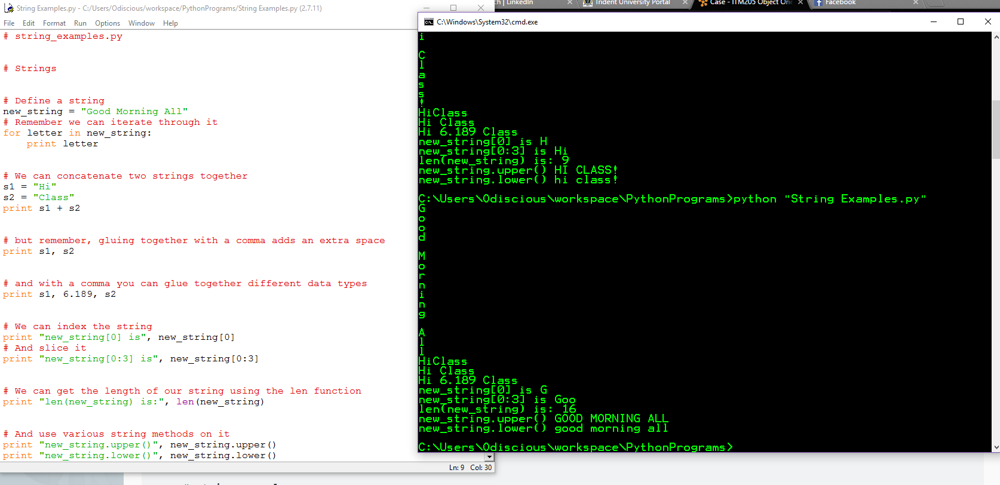 String Examples.py - C:/Users/Odiscious/workspace/PythonPrograms/String Examples.py (2.7.11)
File Edit Format Run Options Window Help
# string_examples.py
# Strings
# Define a string
new_string = "Good Morning All"
# Remember we can iterate through it
for letter in new_string:
    print letter
# We can concatenate two strings together
s1 = "Hi"
s2 = "Class"
print s1 + s2
# but remember, gluing together with a comma adds an extra space
print s1, s2
# and with a comma you can glue together different data types
print s1, 6.189, s2
# We can index the string
print "new_string[0] is", new_string[0]
# And slice it
print "new_string[0:3] is", new_string[0:3]
# We can get the length of our string using the len function
print "len(new_string) is:", len(new_string)
# And use various string methods on it
print "new_string.upper()", new_string.upper()
print "new_string.lower()", new_string.lower()
Ln: 9 Col: 30
| LinkedIn
Trident University Portal
Case - ITM205 Object Orie
Facebook
C:\Windows\System32\cmd.exe
i
C
l
a
s
s
!
HiClass
Hi Class
Hi 6.189 Class
new_string[0] is H
new_string[0:3] is Hi
len(new_string) is: 9
new_string.upper() HI CLASS!
new_string.lower() hi class!
C:\Users\Odiscious\workspace\PythonPrograms>python "String Examples.py"
G
o
o
d
M
o
r
n
i
n
g
A
l
l
HiClass
Hi Class
Hi 6.189 Class
new_string[0] is G
new_string[0:3] is Goo
len(new_string) is: 16
new_string.upper() GOOD MORNING ALL
new_string.lower() good morning all
C:\Users\Odiscious\workspace\PythonPrograms>